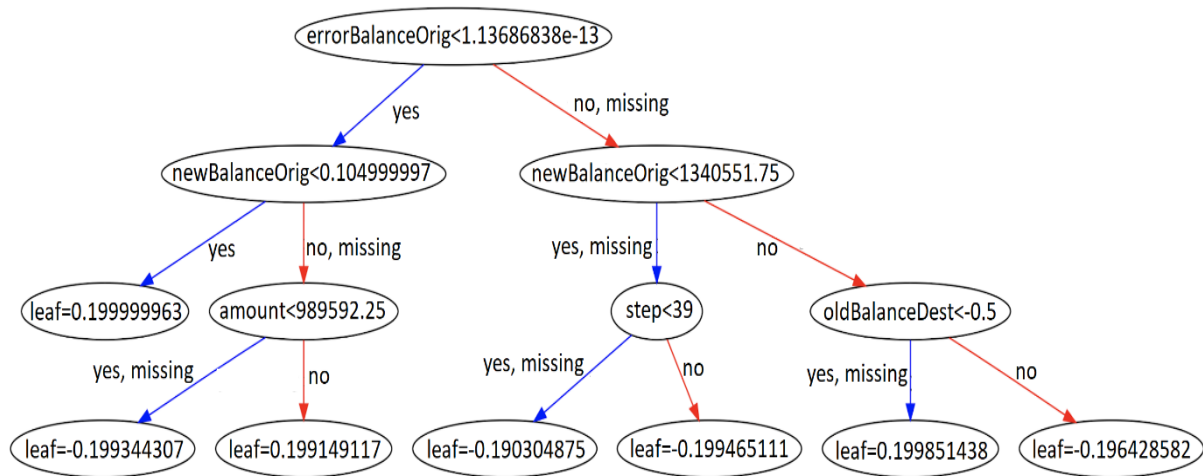 errorBalanceOrig<1.13686838e-13
yes
no, missing
newBalanceOrig<0.104999997
newBalanceOrig<1340551.75
yes
no, missing
yes, missing
no
leaf=0.199999963
amount<989592.25
step<39
oldBalanceDest<-0.5
yes, missing
no
yes, missing
no
yes, missing
no
leaf=-0.199344307
leaf=0.199149117
leaf=-0.190304875
leaf=-0.199465111
leaf=0.199851438
leaf=-0.196428582